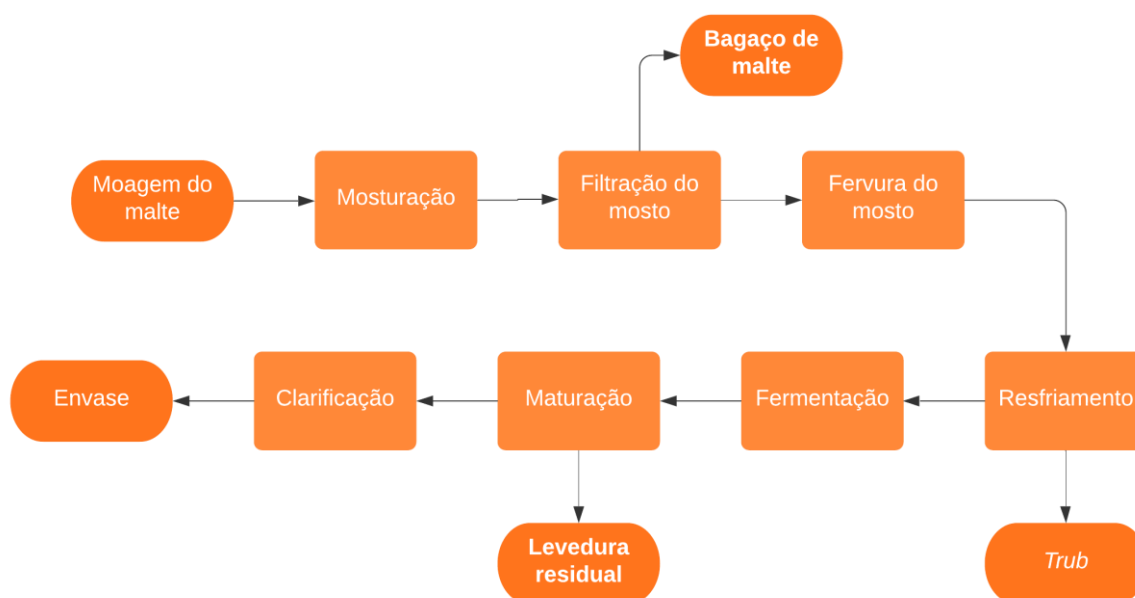 Bagaço de
malte
Moagem do
malte
Mosturação
Filtração do
mosto
Fervura do
mosto
Envase
Clarificação
Maturação
Fermentação
Resfriamento
Levedura
residual
Trub